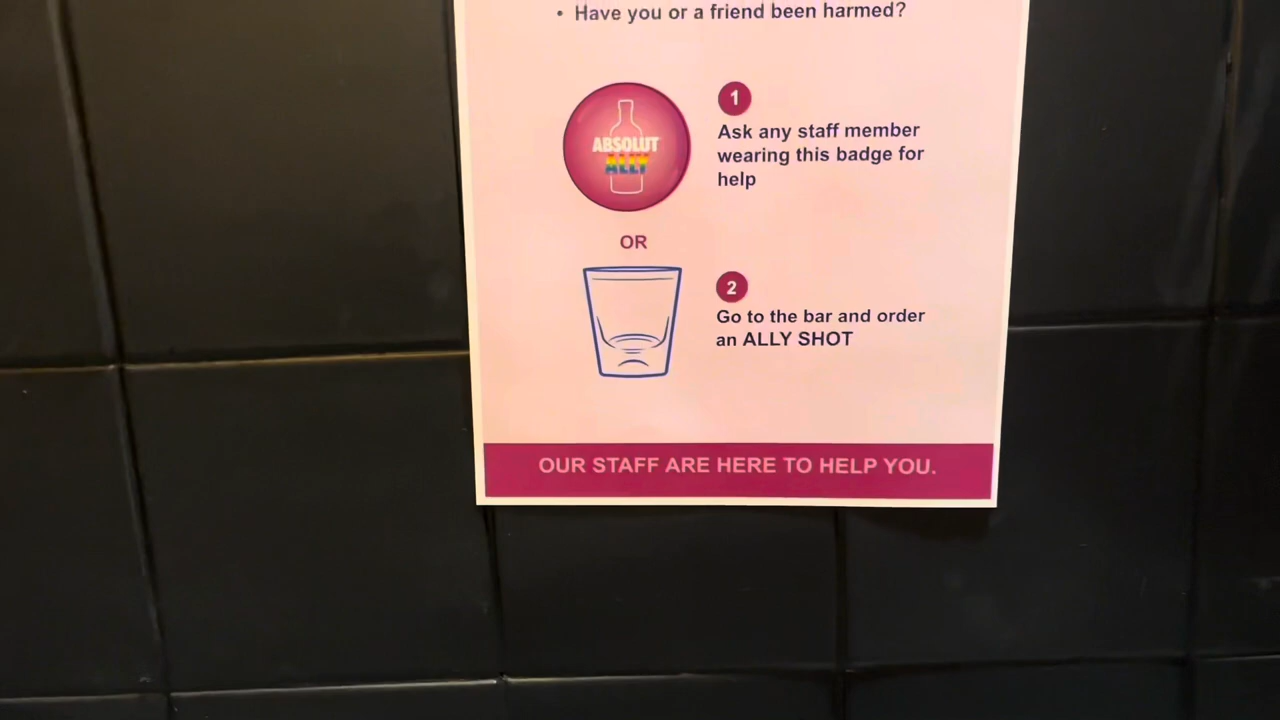 • Have you or a friend been harmed?
ABSOLUT
ALLY
1
Ask any staff member
wearing this badge for
help
OR
2
Go to the bar and order
an ALLY SHOT
OUR STAFF ARE HERE TO HELP YOU.